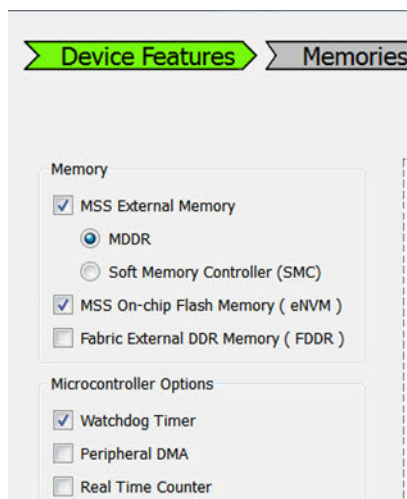 Device Features
Memories
Memory
MSS External Memory
MDDR
Soft Memory Controller (SMC)
MSS On-chip Flash Memory ( eNVM )
Fabric External DDR Memory ( FDDR )
Microcontroller Options
Watchdog Timer
Peripheral DMA
Real Time Counter